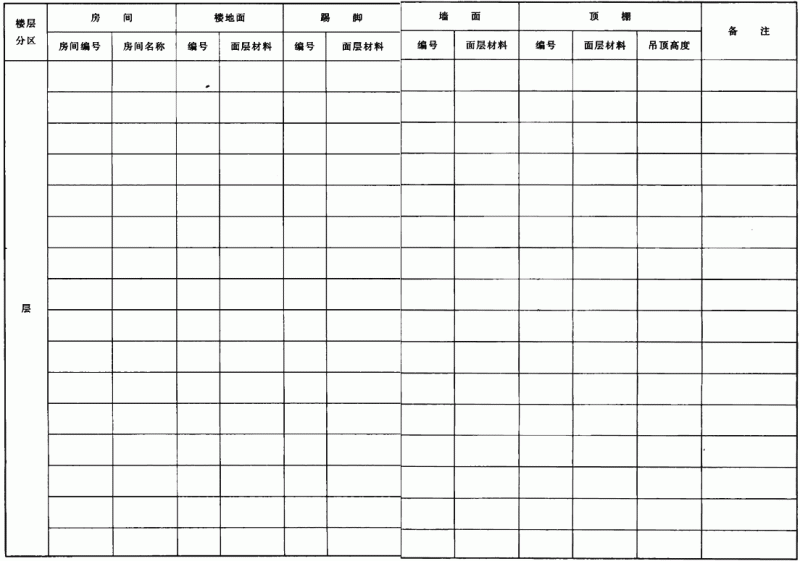 楼层分区 房间 楼地面 踢脚 墙面 顶棚 备注
房间编号 房间名称 编号 面层材料 编号 面层材料 编号 面层材料 编号 面层材料 吊顶高度
层